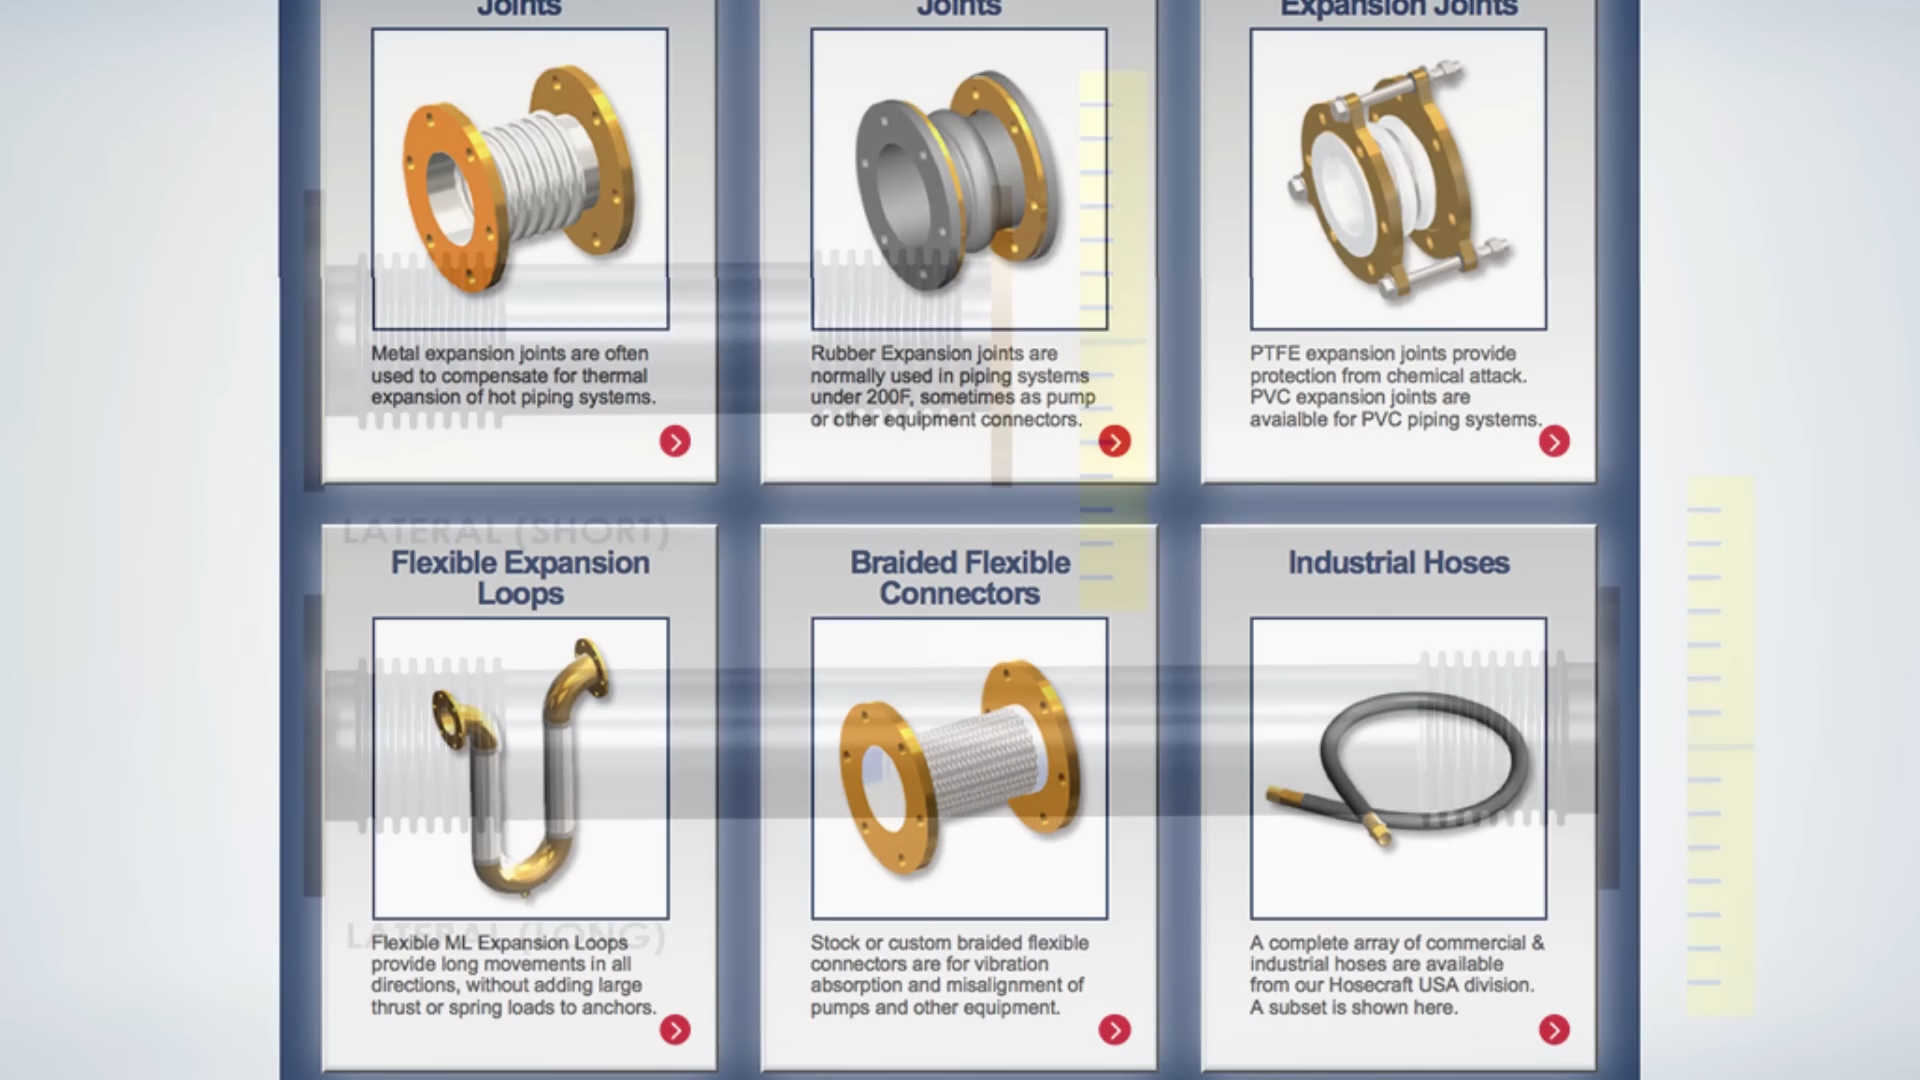 Joints
Joints
Expansion Joints
Metal expansion joints are often
used to compensate for thermal
expansion of hot piping systems.
Rubber Expansion joints are
normally used in piping systems
under 200F, sometimes as pump
or other equipment connectors.
PTFE expansion joints provide
protection from chemical attack.
PVC expansion joints are
avaialble for PVC piping systems.
LATERAL (SHORT)
Flexible Expansion
Loops
Braided Flexible
Connectors
Industrial Hoses
LATERAL (LONG)
Flexible ML Expansion Loops
provide long movements in all
directions, without adding large
thrust or spring loads to anchors.
Stock or custom braided flexible
connectors are for vibration
absorption and misalignment of
pumps and other equipment.
A complete array of commercial &
industrial hoses are available
from our Hosecraft USA division.
A subset is shown here.